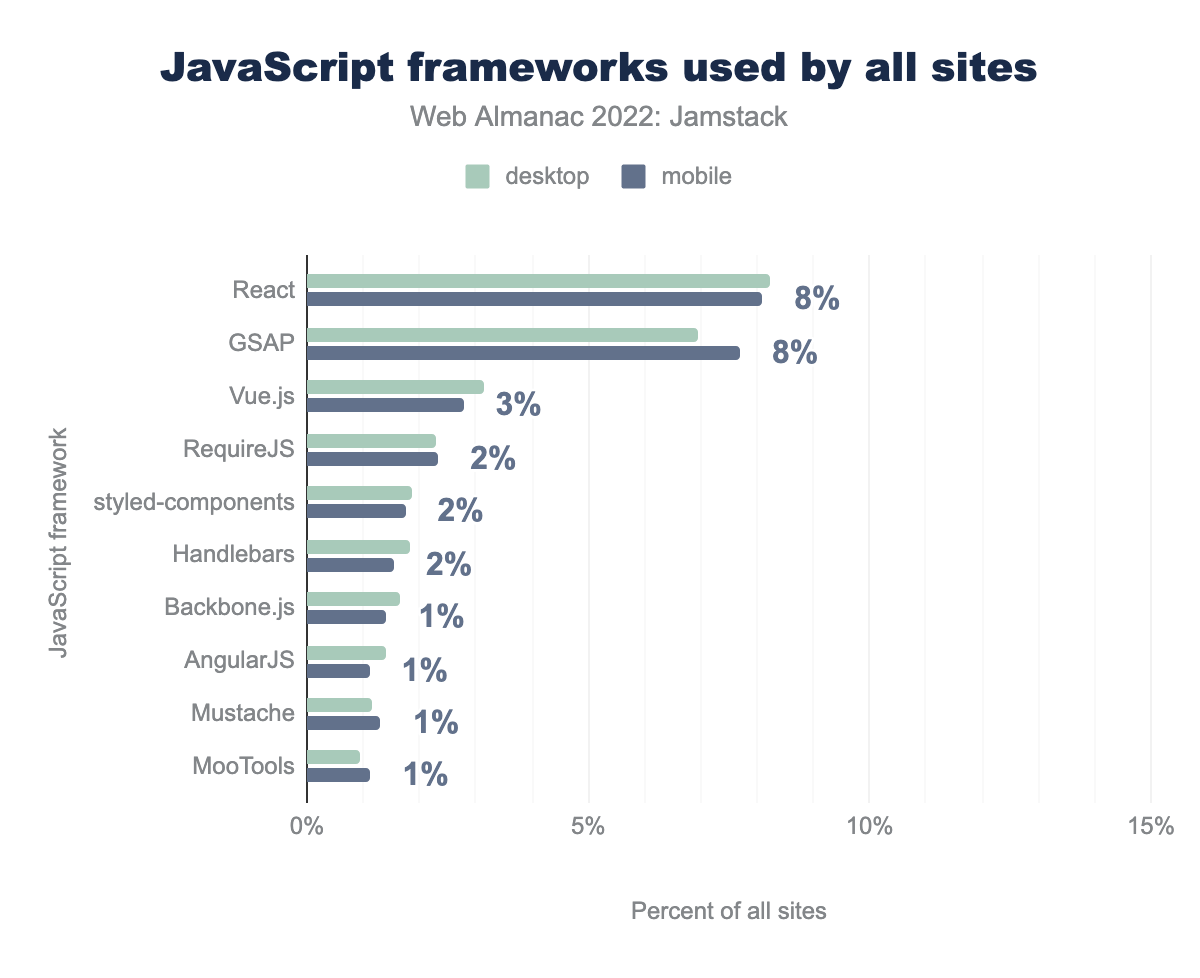 JavaScript frameworks used by all sites
Web Almanac 2022: Jamstack
desktop mobile
JavaScript framework
React 8%
GSAP 8%
Vue.js 3%
RequireJS 2%
styled-components 2%
Handlebars 2%
Backbone.js 1%
AngularJS 1%
Mustache 1%
MooTools 1%
0% 5% 10% 15%
Percent of all sites